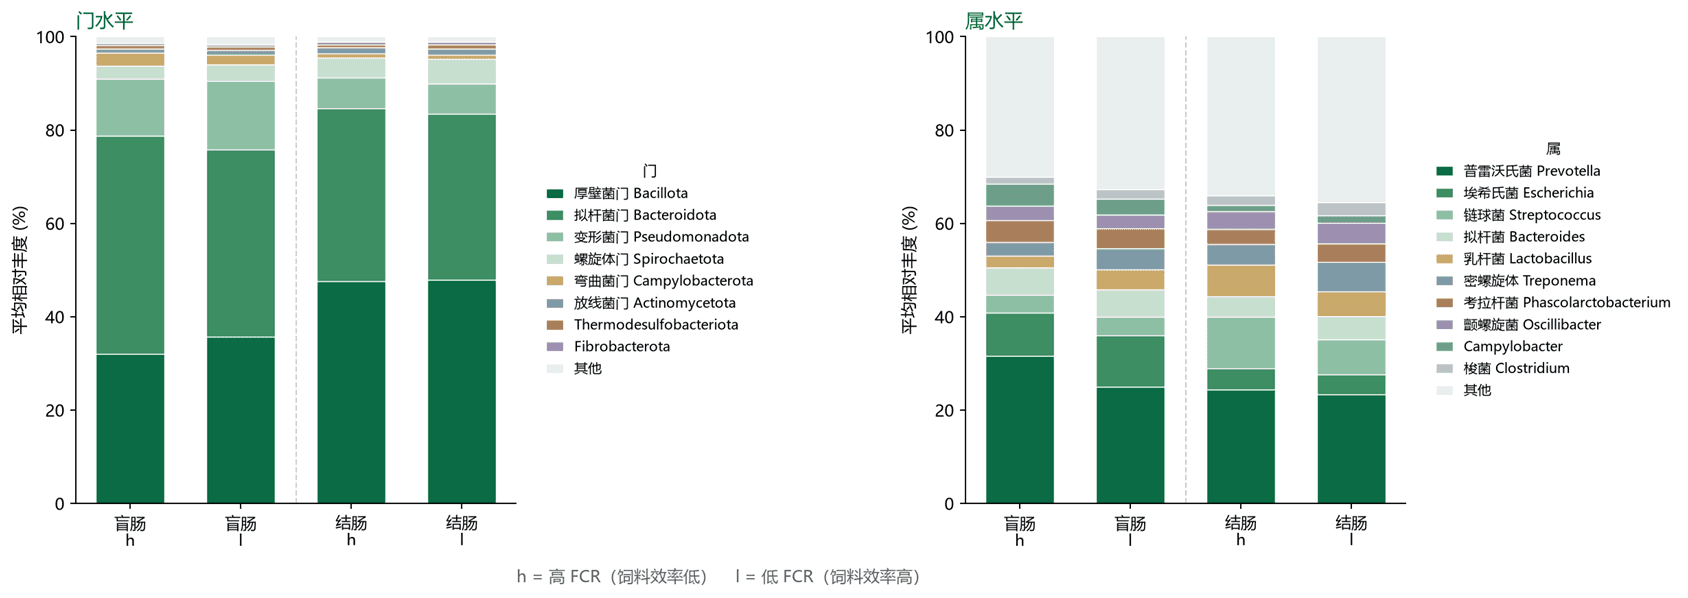 门水平
100
80
60
40
20
0
平均相对丰度 (%)
盲肠
h
盲肠
l
结肠
h
结肠
l
门
厚壁菌门 Bacillota
拟杆菌门 Bacteroidota
变形菌门 Pseudomonadota
螺旋体门 Spirochaetota
弯曲菌门 Campylobacterota
放线菌门 Actinomycetota
Thermodesulfobacteriota
Fibrobacterota
其他
属水平
100
80
60
40
20
0
平均相对丰度 (%)
盲肠
h
盲肠
l
结肠
h
结肠
l
属
普雷沃氏菌 Prevotella
埃希氏菌 Escherichia
链球菌 Streptococcus
拟杆菌 Bacteroides
乳杆菌 Lactobacillus
密螺旋体 Treponema
考拉杆菌 Phascolarctobacterium
颤螺旋菌 Oscillibacter
Campylobacter
梭菌 Clostridium
其他
h = 高 FCR（饲料效率低） l = 低 FCR（饲料效率高）